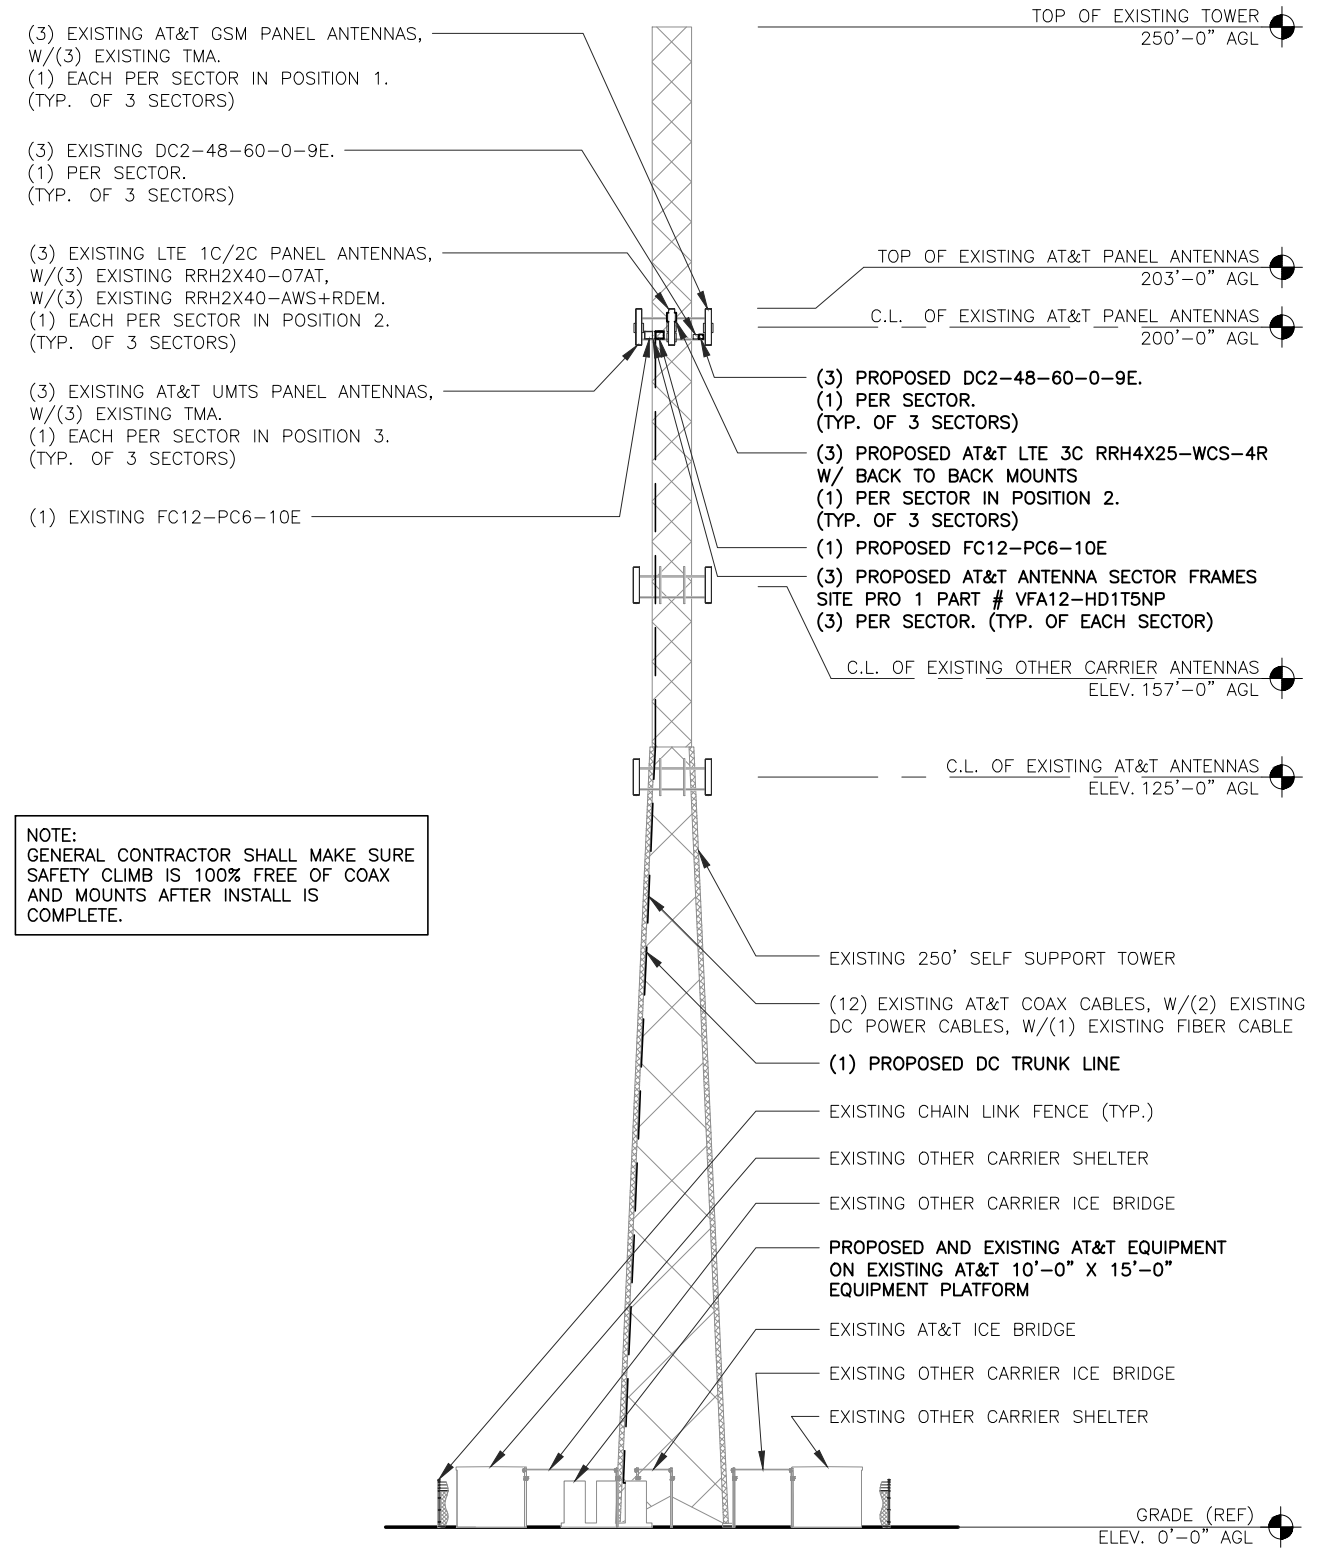 (3) EXISTING AT&T GSM PANEL ANTENNAS,
W/(3) EXISTING TMA.
(1) EACH PER SECTOR IN POSITION 1.
(TYP. OF 3 SECTORS)
(3) EXISTING DC2-48-60-0-9E.
(1) PER SECTOR.
(TYP. OF 3 SECTORS)
(3) EXISTING LTE 1C/2C PANEL ANTENNAS,
W/(3) EXISTING RRH2X40-07AT,
W/(3) EXISTING RRH2X40-AWS+RDEM.
(1) EACH PER SECTOR IN POSITION 2.
(TYP. OF 3 SECTORS)
(3) EXISTING AT&T UMTS PANEL ANTENNAS,
W/(3) EXISTING TMA.
(1) EACH PER SECTOR IN POSITION 3.
(TYP. OF 3 SECTORS)
(1) EXISTING FC12-PC6-10E
NOTE:
GENERAL CONTRACTOR SHALL MAKE SURE
SAFETY CLIMB IS 100% FREE OF COAX
AND MOUNTS AFTER INSTALL IS
COMPLETE.
TOP OF EXISTING TOWER
250'-0" AGL
TOP OF EXISTING AT&T PANEL ANTENNAS
203'-0" AGL
C.L. OF EXISTING AT&T PANEL ANTENNAS
200'-0" AGL
(3) PROPOSED DC2-48-60-0-9E.
(1) PER SECTOR.
(TYP. OF 3 SECTORS)
(3) PROPOSED AT&T LTE 3C RRH4X25-WCS-4R
W/ BACK TO BACK MOUNTS
(1) PER SECTOR IN POSITION 2.
(TYP. OF 3 SECTORS)
(1) PROPOSED FC12-PC6-10E
(3) PROPOSED AT&T ANTENNA SECTOR FRAMES
SITE PRO 1 PART # VFA12-HD1T5NP
(3) PER SECTOR. (TYP. OF EACH SECTOR)
C.L. OF EXISTING OTHER CARRIER ANTENNAS
ELEV. 157'-0" AGL
C.L. OF EXISTING AT&T ANTENNAS
ELEV. 125'-0" AGL
EXISTING 250' SELF SUPPORT TOWER
(12) EXISTING AT&T COAX CABLES, W/(2) EXISTING
DC POWER CABLES, W/(1) EXISTING FIBER CABLE
(1) PROPOSED DC TRUNK LINE
EXISTING CHAIN LINK FENCE (TYP.)
EXISTING OTHER CARRIER SHELTER
EXISTING OTHER CARRIER ICE BRIDGE
PROPOSED AND EXISTING AT&T EQUIPMENT
ON EXISTING AT&T 10'-0" X 15'-0"
EQUIPMENT PLATFORM
EXISTING AT&T ICE BRIDGE
EXISTING OTHER CARRIER ICE BRIDGE
EXISTING OTHER CARRIER SHELTER
GRADE (REF)
ELEV. 0'-0" AGL